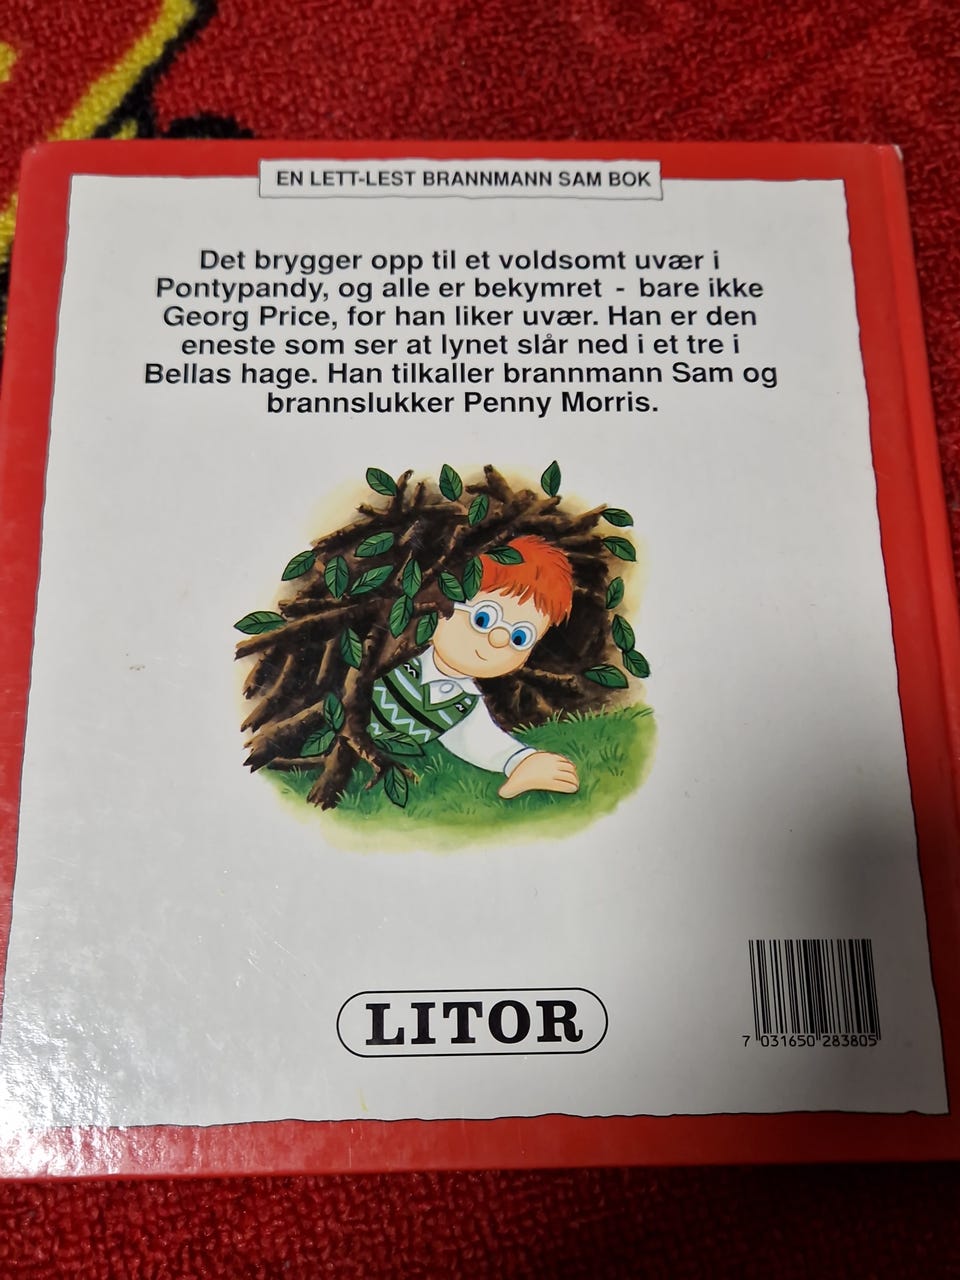 EN LETT-LEST BRANNMANN SAM BOK
Det brygger opp til et voldsomt uvær i
Pontypandy, og alle er bekymret - bare ikke
Georg Price, for han liker uvær. Han er den
eneste som ser at lynet slår ned i et tre i
Bellas hage. Han tilkaller brannmann Sam og
brannslukker Penny Morris.
LITOR
7 031650 283805